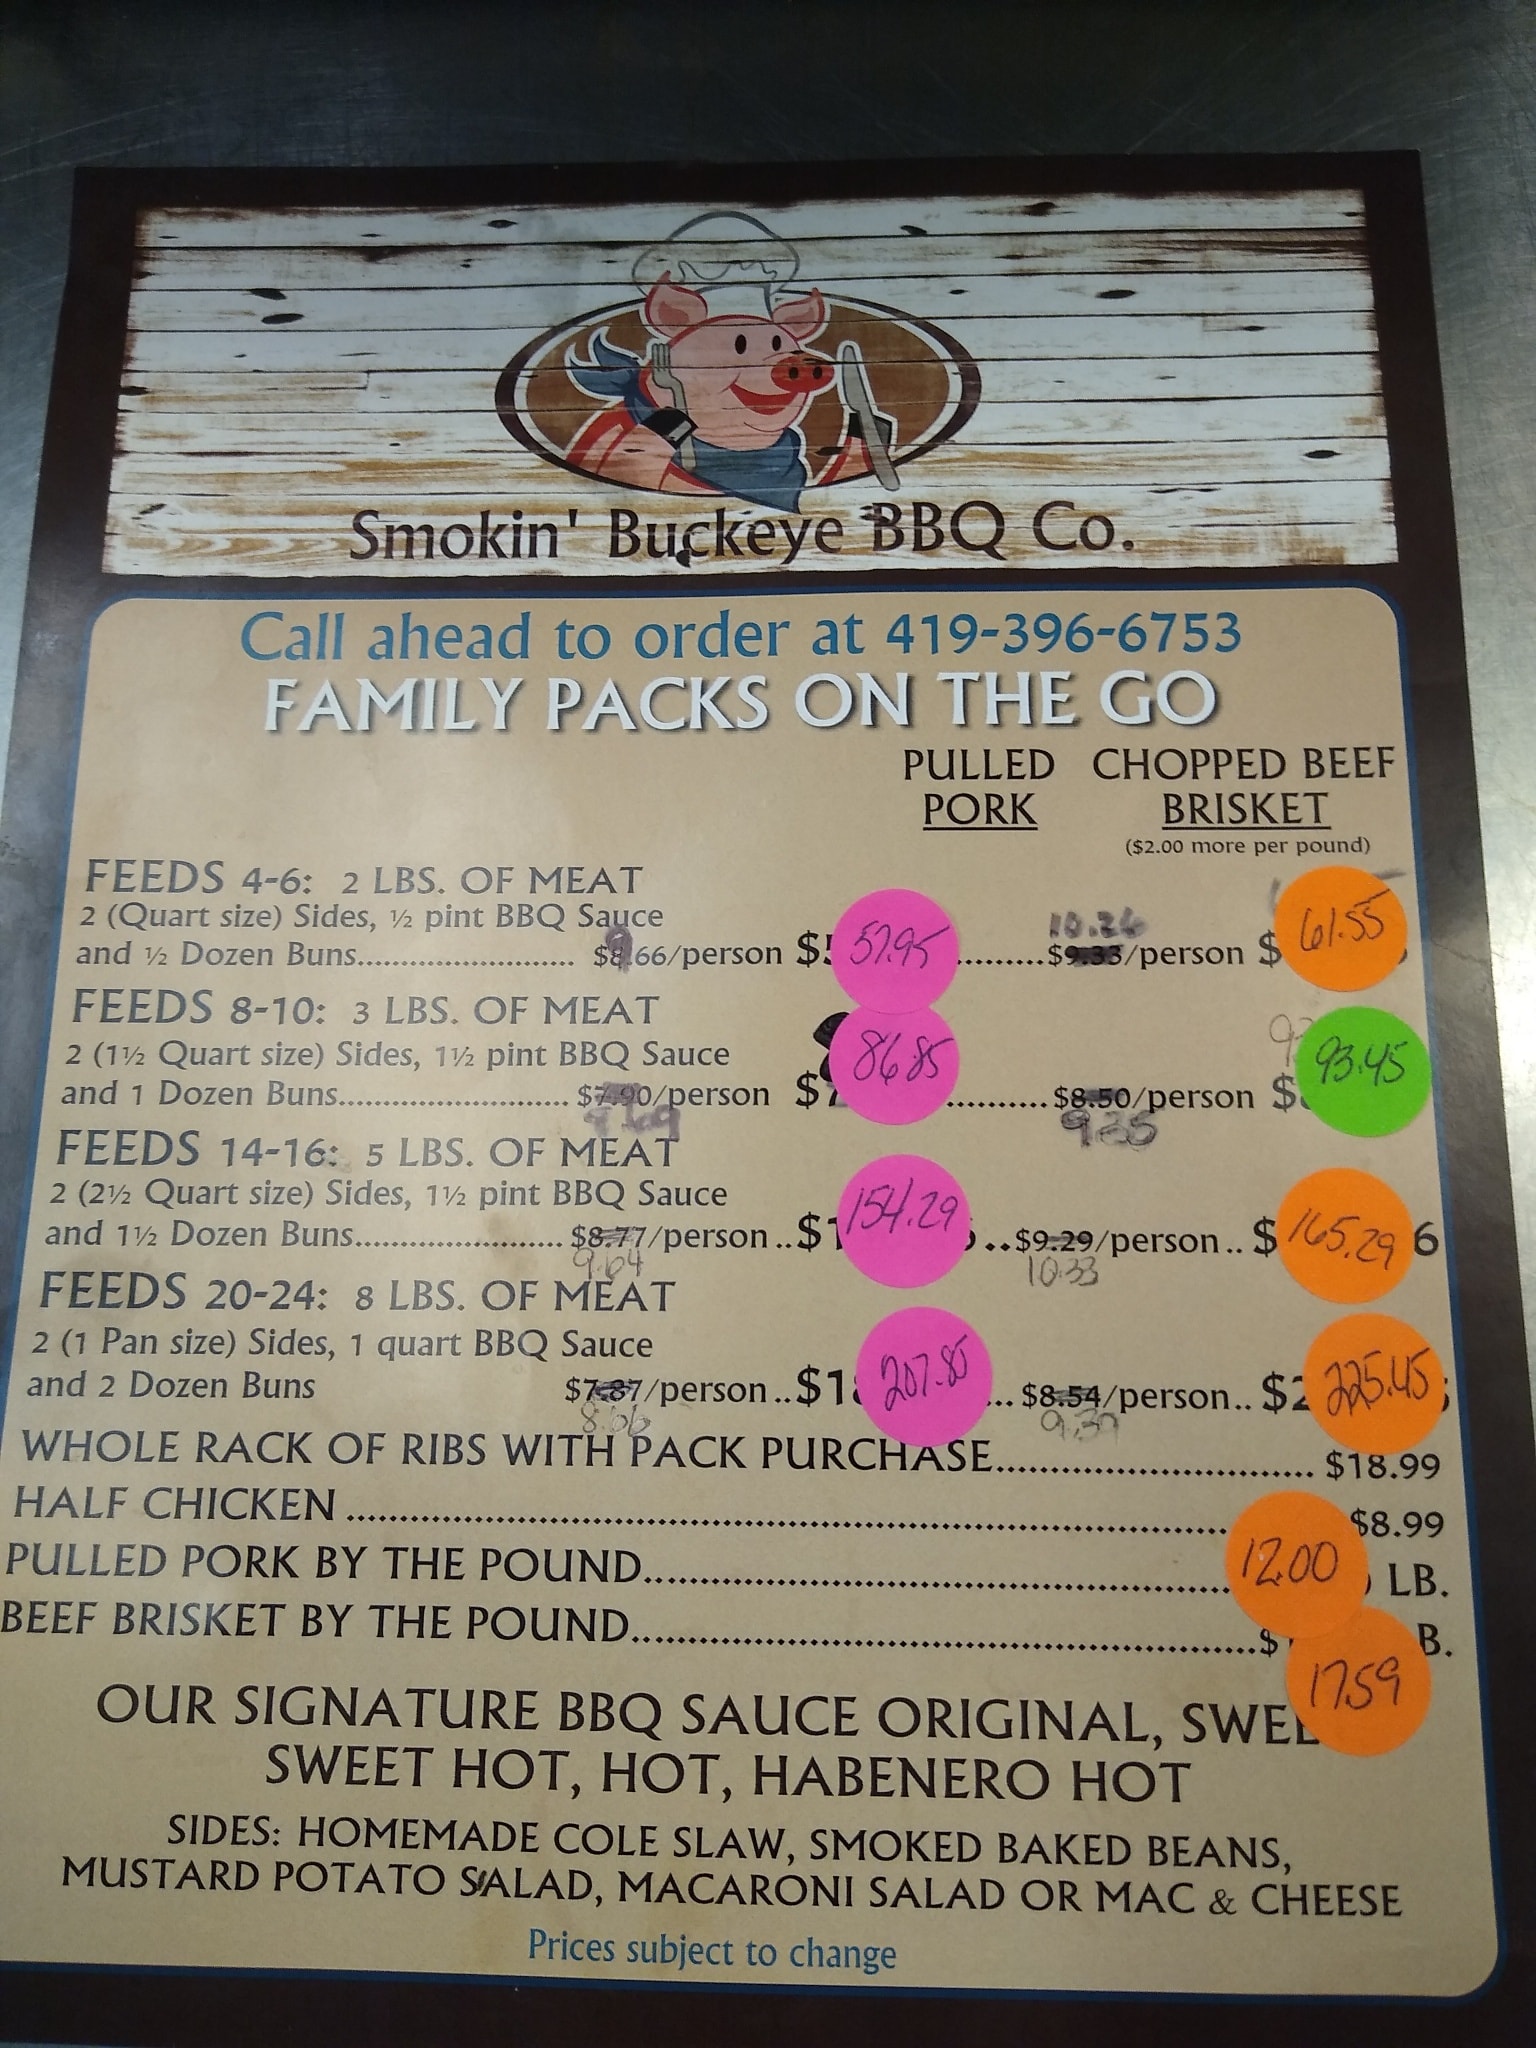 Smokin' Buckeye BBQ Co.
Call ahead to order at 419-396-6753
FAMILY PACKS ON THE GO
PULLED CHOPPED BEEF
PORK BRISKET
($2.00 more per pound)
FEEDS 4-6: 2 LBS. OF MEAT
2 (Quart size) Sides, ½ pint BBQ Sauce 10.26
and ½ Dozen Buns........................ $9.66/person $ 57.95 .........$9.33/person $ 61.55
FEEDS 8-10: 3 LBS. OF MEAT
2 (1½ Quart size) Sides, 1½ pint BBQ Sauce
and 1 Dozen Buns......................... $7.90/person $7 86.85 ..........$8.50/person $ 93.45
9.35
FEEDS 14-16: 5 LBS. OF MEAT
2 (2½ Quart size) Sides, 1½ pint BBQ Sauce
and 1½ Dozen Buns...................... $8.77/person ..$1 154.29 ..$9.29/person .. $ 165.29 6
9.64 10.33
FEEDS 20-24: 8 LBS. OF MEAT
2 (1 Pan size) Sides, 1 quart BBQ Sauce
and 2 Dozen Buns $7.87/person ..$1 207.85 ... $8.54/person.. $2 225.45
8.66 9.39
WHOLE RACK OF RIBS WITH PACK PURCHASE.............................. $18.99
HALF CHICKEN ........................................................................ $8.99
PULLED PORK BY THE POUND.................................................. 12.00 LB.
BEEF BRISKET BY THE POUND..................................................$1 17.59 B.
OUR SIGNATURE BBQ SAUCE ORIGINAL, SWEE
SWEET HOT, HOT, HABENERO HOT
SIDES: HOMEMADE COLE SLAW, SMOKED BAKED BEANS,
MUSTARD POTATO SALAD, MACARONI SALAD OR MAC & CHEESE
Prices subject to change